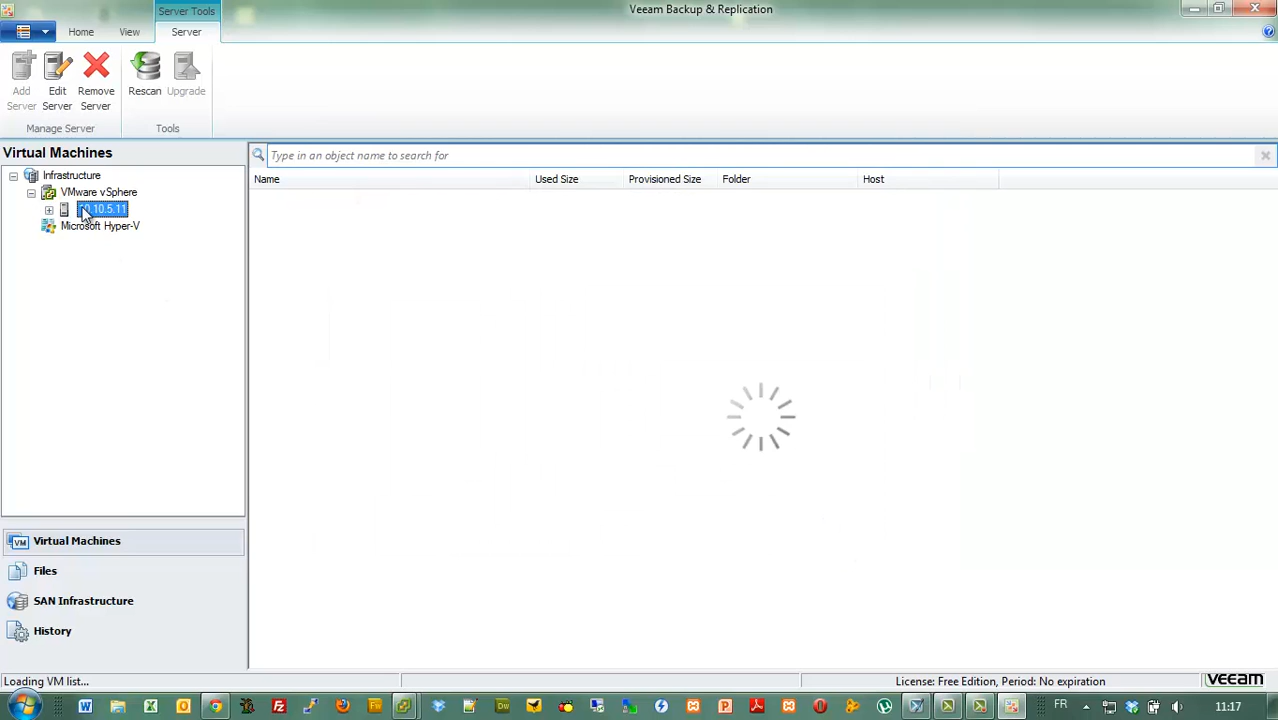 Server Tools
Veeam Backup & Replication
Home
View
Server
Add Server
Edit Server
Remove Server
Rescan
Upgrade
Manage Server
Tools
Virtual Machines
Type in an object name to search for
Infrastructure
VMware vSphere
10.10.5.11
Microsoft Hyper-V
Name
Used Size
Provisioned Size
Folder
Host
VM
Virtual Machines
Files
SAN Infrastructure
History
Loading VM list...
License: Free Edition, Period: No expiration
veeam
FR
11:17